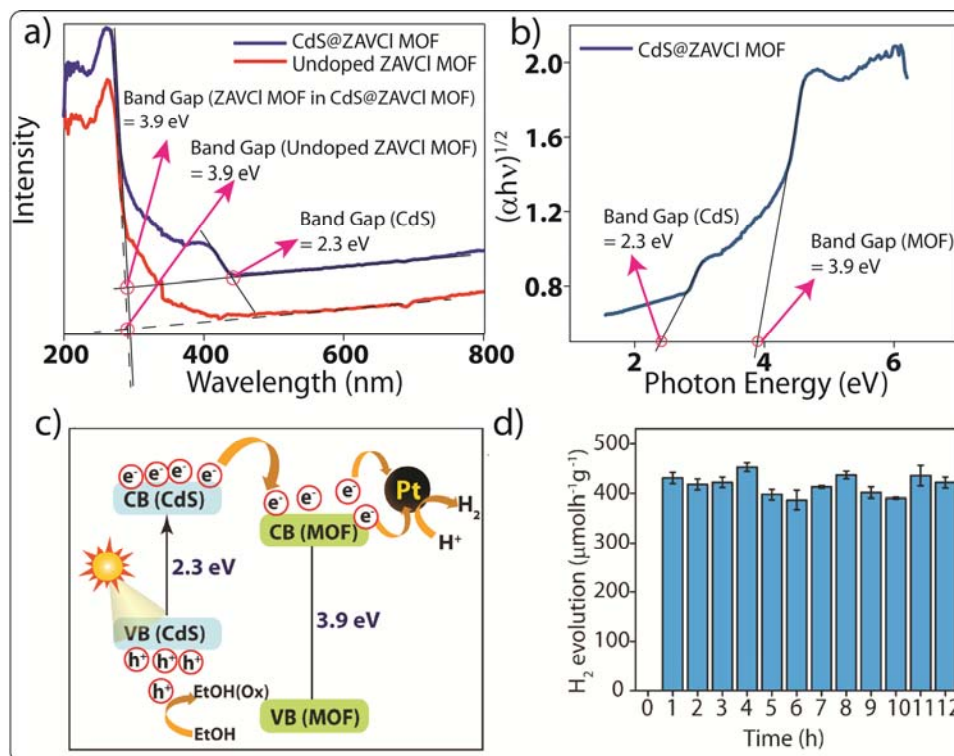 a)
CdS@ZAVCl MOF
Undoped ZAVCl MOF
Band Gap (ZAVCl MOF in CdS@ZAVCl MOF)
= 3.9 eV
Band Gap (Undoped ZAVCl MOF)
= 3.9 eV
Band Gap (CdS)
= 2.3 eV
Intensity
200 400 600 800
Wavelength (nm)
b)
CdS@ZAVCl MOF
2.0
1.6
1.2
0.8
(αhν)1/2
Band Gap (CdS)
= 2.3 eV
Band Gap (MOF)
= 3.9 eV
2 4 6
Photon Energy (eV)
c)
e- e- e- e-
CB (CdS)
2.3 eV
VB (CdS)
h+ h+ h+
h+
EtOH(Ox)
EtOH
e- e- e-
e-
CB (MOF)
3.9 eV
VB (MOF)
Pt
H2
H+
d)
500
400
300
200
100
0
H2 evolution (μmolh-1g-1)
0 1 2 3 4 5 6 7 8 9 10 11 12
Time (h)